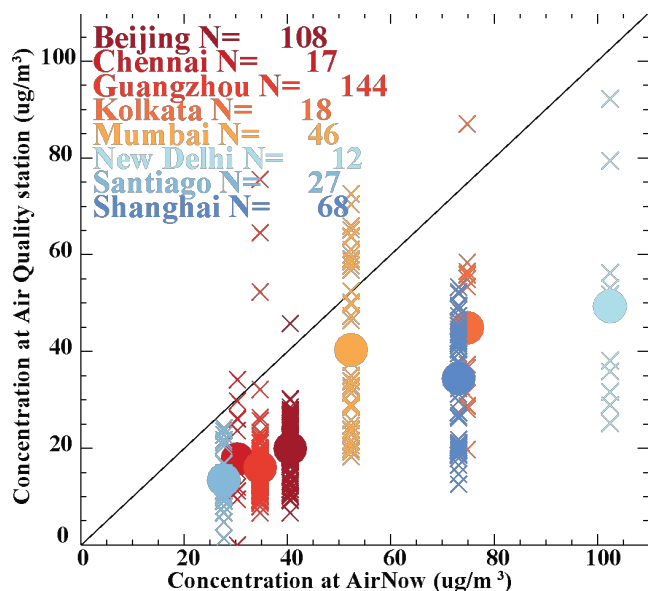 Beijing N= 108
Chennai N= 17
Guangzhou N= 144
Kolkata N= 18
Mumbai N= 46
New Delhi N= 12
Santiago N= 27
Shanghai N= 68
Concentration at Air Quality station (ug/m³)
100
80
60
40
20
0
0 20 40 60 80 100
Concentration at AirNow (ug/m³)